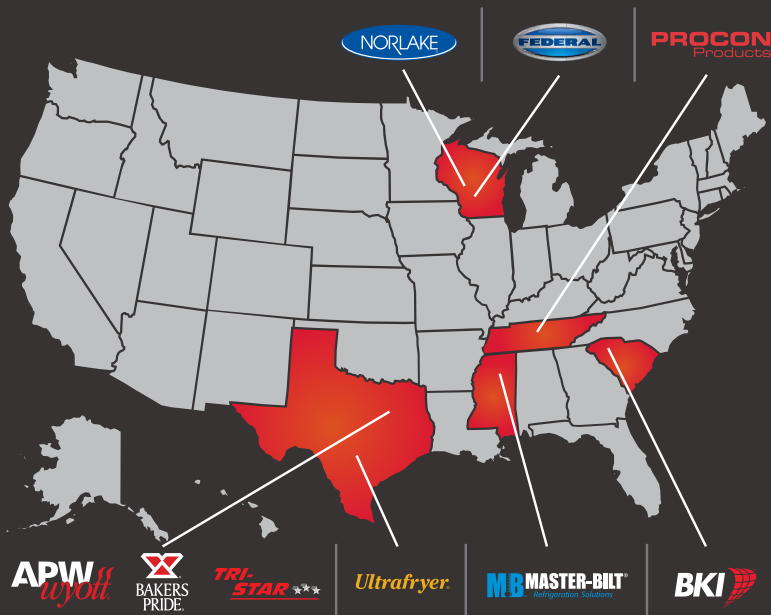 NORLAKE
FEDERAL
PROCON
Products
APW
wyott
BAKERS
PRIDE
TRI-
STAR
Ultrafryer
MB MASTER-BILT®
Refrigeration Solutions
BKI